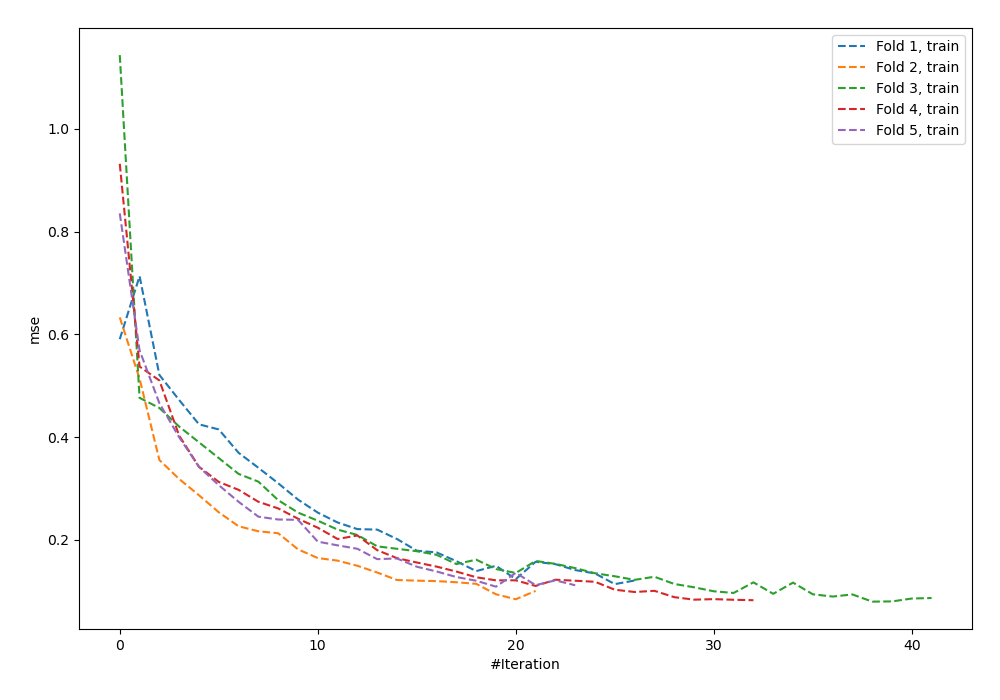 Fold 1, train
Fold 2, train
Fold 3, train
Fold 4, train
Fold 5, train
1.0
0.8
0.6
0.4
0.2
mse
0 10 20 30 40
#Iteration